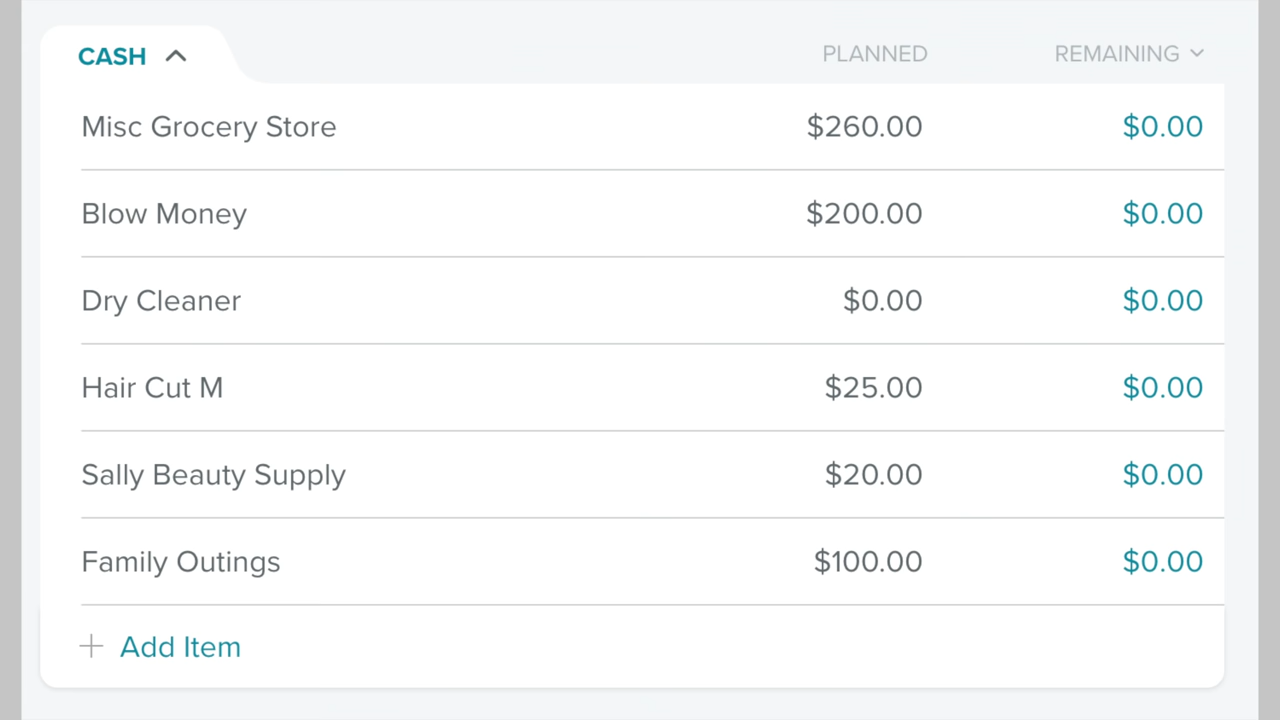 CASH PLANNED REMAINING
Misc Grocery Store $260.00 $0.00
Blow Money $200.00 $0.00
Dry Cleaner $0.00 $0.00
Hair Cut M $25.00 $0.00
Sally Beauty Supply $20.00 $0.00
Family Outings $100.00 $0.00
+ Add Item